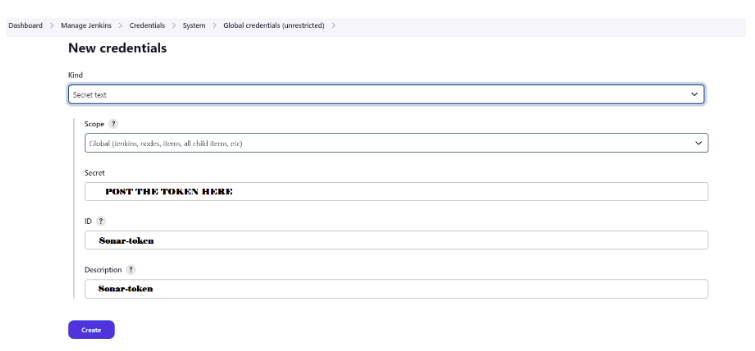 Dashboard > Manage Jenkins > Credentials > System > Global credentials (unrestricted) >
New credentials
Kind
Secret text
Scope ?
Global (Jenkins, nodes, items, all child items, etc)
Secret
POST THE TOKEN HERE
ID ?
Sonar-token
Description ?
Sonar-token
Create